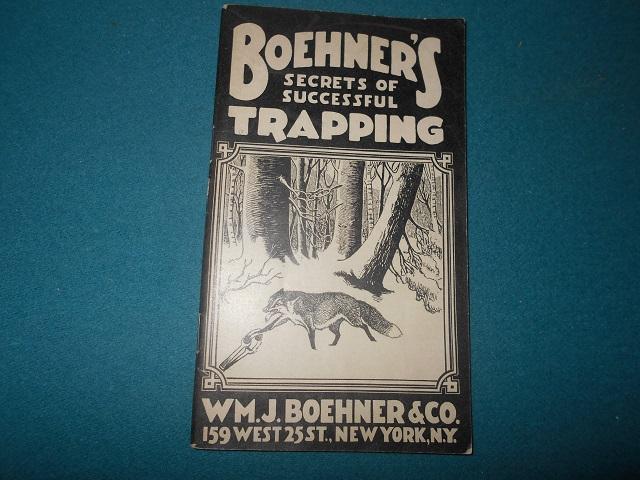 BOEHNER'S
SECRETS OF
SUCCESSFUL
TRAPPING
WM. J. BOEHNER & CO.
159 WEST 25 ST., NEW YORK, N.Y.